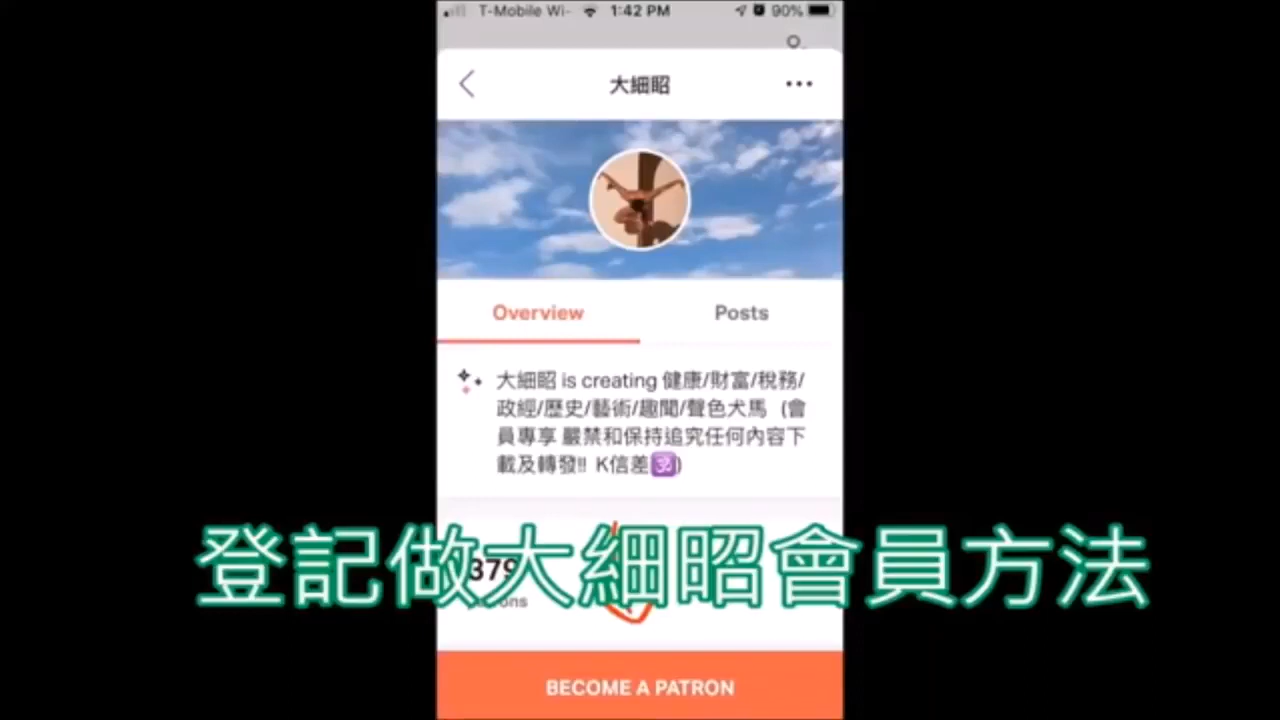 T-Mobile Wi- 1:42 PM 90%
大細昭
Overview Posts
大細昭 is creating 健康/財富/稅務/
政經/歷史/藝術/趣聞/聲色犬馬 (會
員專享 嚴禁和保持追究任何內容下
載及轉發!! K信差🕉)
登記做大細昭會員方法
BECOME A PATRON